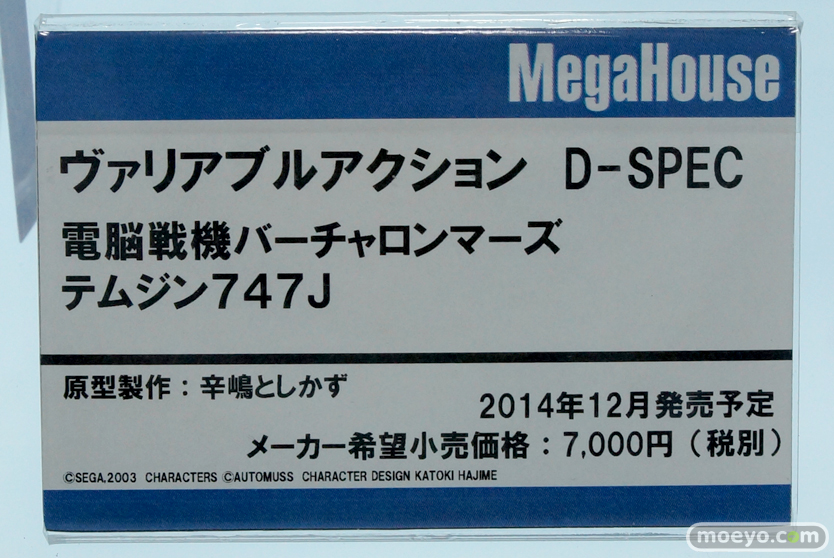 MegaHouse
ヴァリアブルアクション D-SPEC
電脳戦機バーチャロンマーズ
テムジン747J
原型製作：辛嶋としかず
2014年12月発売予定
メーカー希望小売価格：7,000円（税別）
©SEGA,2003 CHARACTERS ©AUTOMUSS CHARACTER DESIGN KATOKI HAJIME
moeyo.com